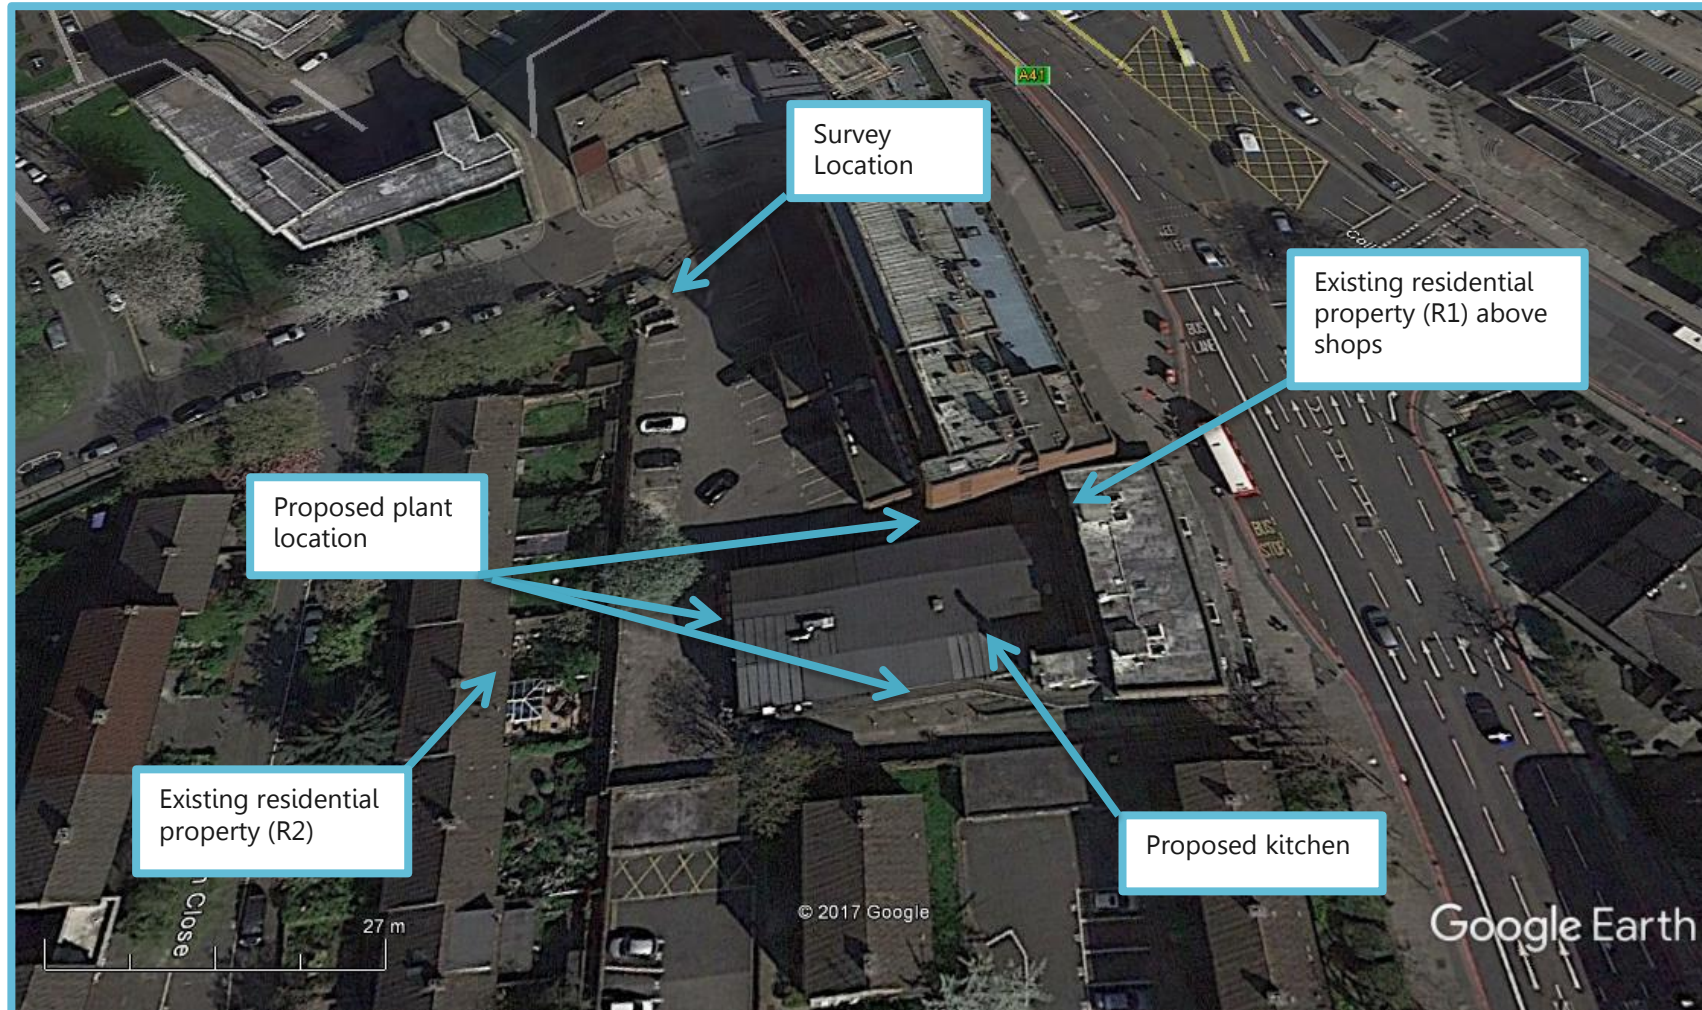 A41
Survey
Location
Existing residential
property (R1) above
shops
BUS
LANE
Proposed plant
location
BUS
STOP
Existing residential
property (R2)
Proposed kitchen
Close
27 m
© 2017 Google
Google Earth